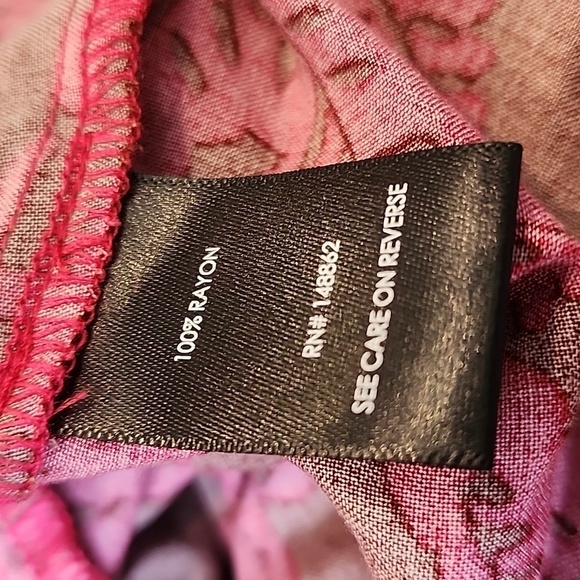 100% RAYON
RN# 148862
SEE CARE ON REVERSE